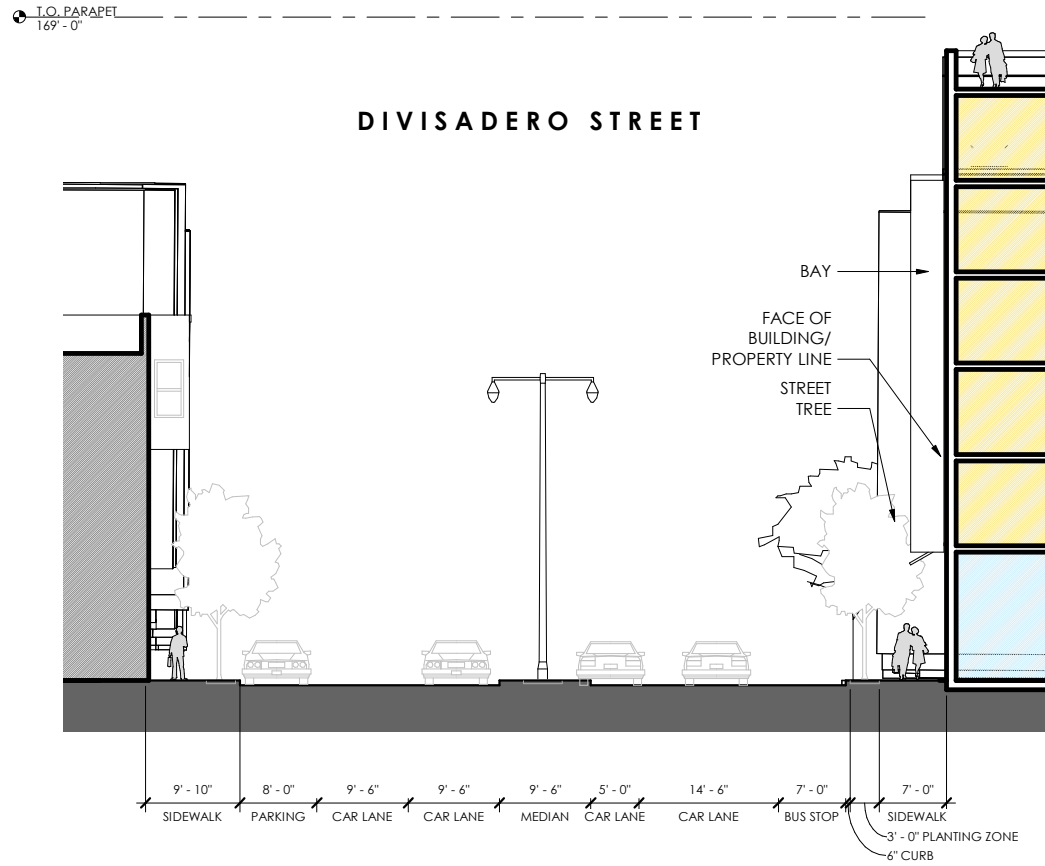 T.O. PARAPET
169' - 0"
DIVISADERO STREET
BAY
FACE OF
BUILDING/
PROPERTY LINE
STREET
TREE
9' - 10"
8' - 0"
9' - 6"
9' - 6"
9' - 6"
5' - 0"
14' - 6"
7' - 0"
7' - 0"
SIDEWALK
PARKING
CAR LANE
CAR LANE
MEDIAN
CAR LANE
CAR LANE
BUS STOP
SIDEWALK
3' - 0" PLANTING ZONE
6" CURB